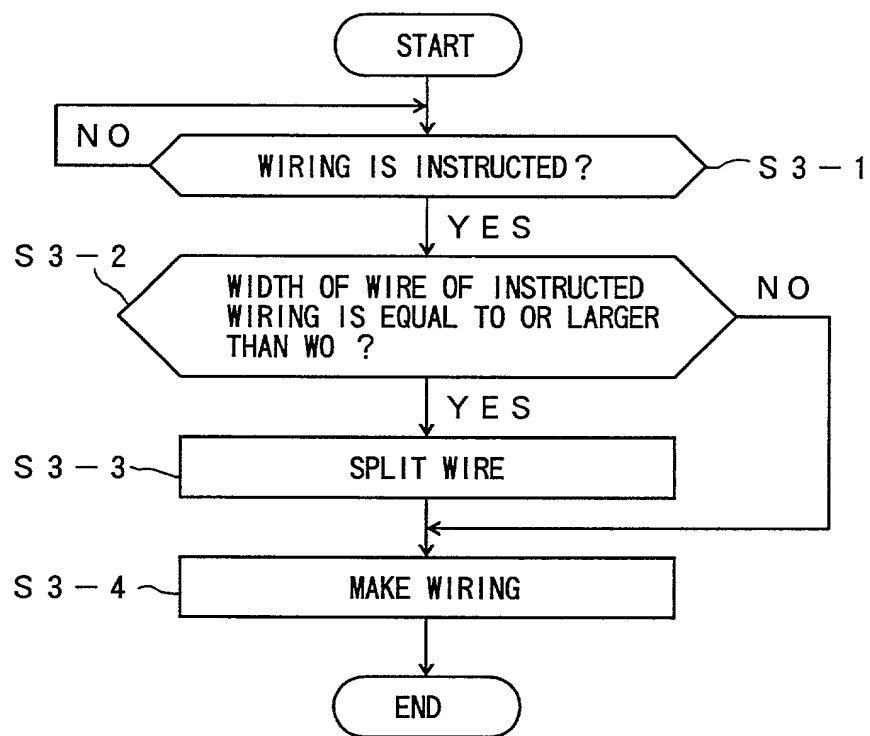 START
NO
WIRING IS INSTRUCTED?
S3-1
YES
S3-2
WIDTH OF WIRE OF INSTRUCTED
WIRING IS EQUAL TO OR LARGER
THAN WO ?
NO
YES
S3-3
SPLIT WIRE
S3-4
MAKE WIRING
END